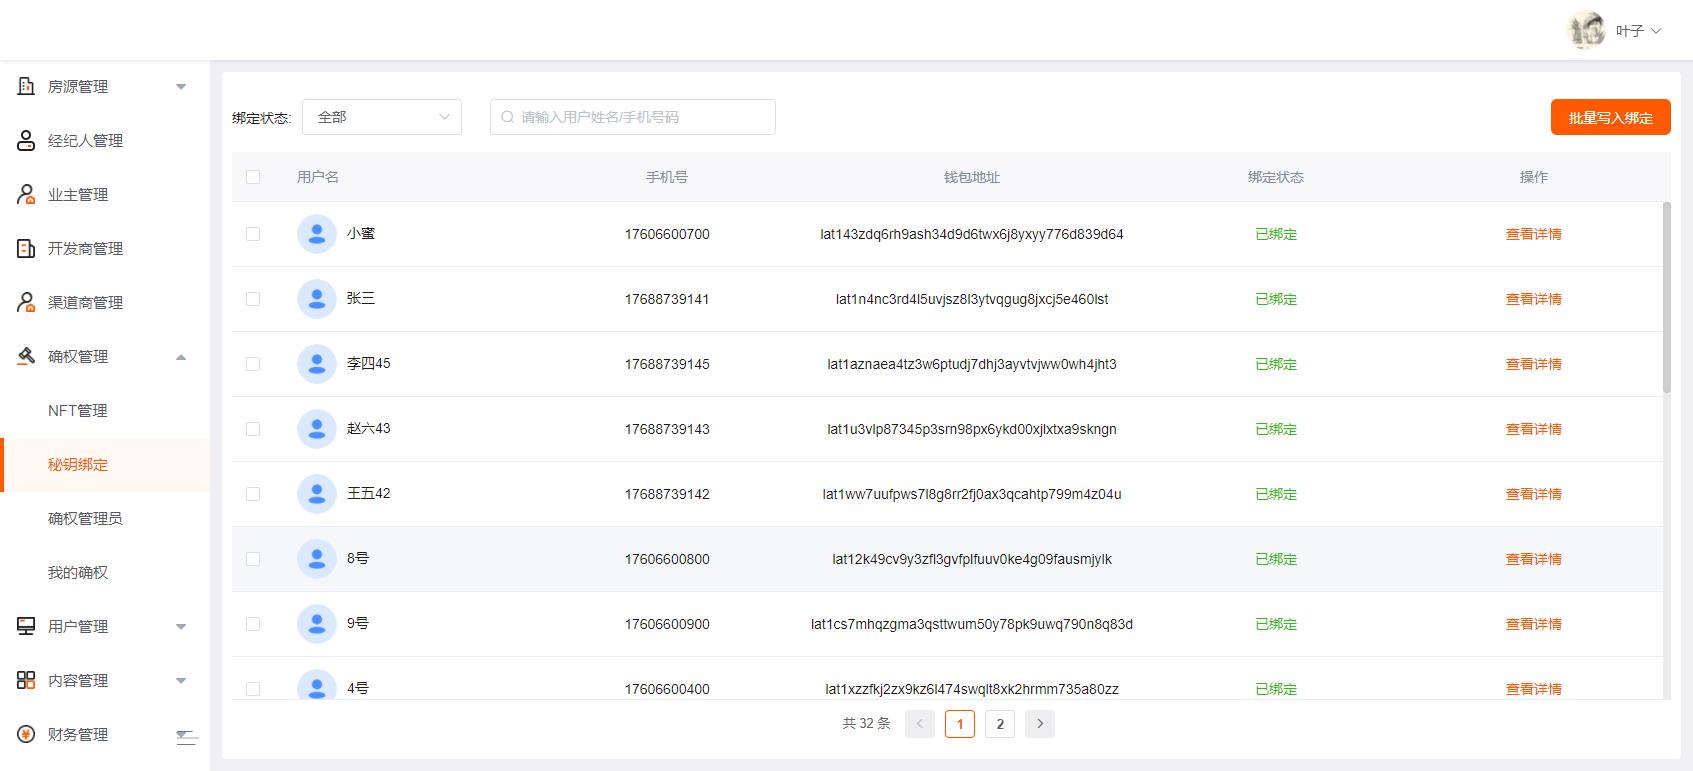 叶子
房源管理
经纪人管理
业主管理
开发商管理
渠道商管理
确权管理
NFT管理
秘钥绑定
确权管理员
我的确权
用户管理
内容管理
财务管理
绑定状态: 全部 请输入用户姓名/手机号码 批量写入绑定
用户名 手机号 钱包地址 绑定状态 操作
小蜜 17606600700 lat143zdq6rh9ash34d9d6twx6j8yxyy776d839d64 已绑定 查看详情
张三 17688739141 lat1n4nc3rd4l5uvjsz8l3ytvqgug8jxcj5e460lst 已绑定 查看详情
李四45 17688739145 lat1aznaea4tz3w6ptudj7dhj3ayvtvjww0wh4jht3 已绑定 查看详情
赵六43 17688739143 lat1u3vlp87345p3srn98px6ykd00xjlxtxa9skngn 已绑定 查看详情
王五42 17688739142 lat1ww7uufpws7l8g8rr2fj0ax3qcahtp799m4z04u 已绑定 查看详情
8号 17606600800 lat12k49cv9y3zfl3gvfplfuuv0ke4g09fausmjylk 已绑定 查看详情
9号 17606600900 lat1cs7mhqzgma3qsttwum50y78pk9uwq790n8q83d 已绑定 查看详情
4号 17606600400 lat1xzzfkj2zx9kz6l474swqlt8xk2hrmm735a80zz 已绑定 查看详情
共 32 条 1 2